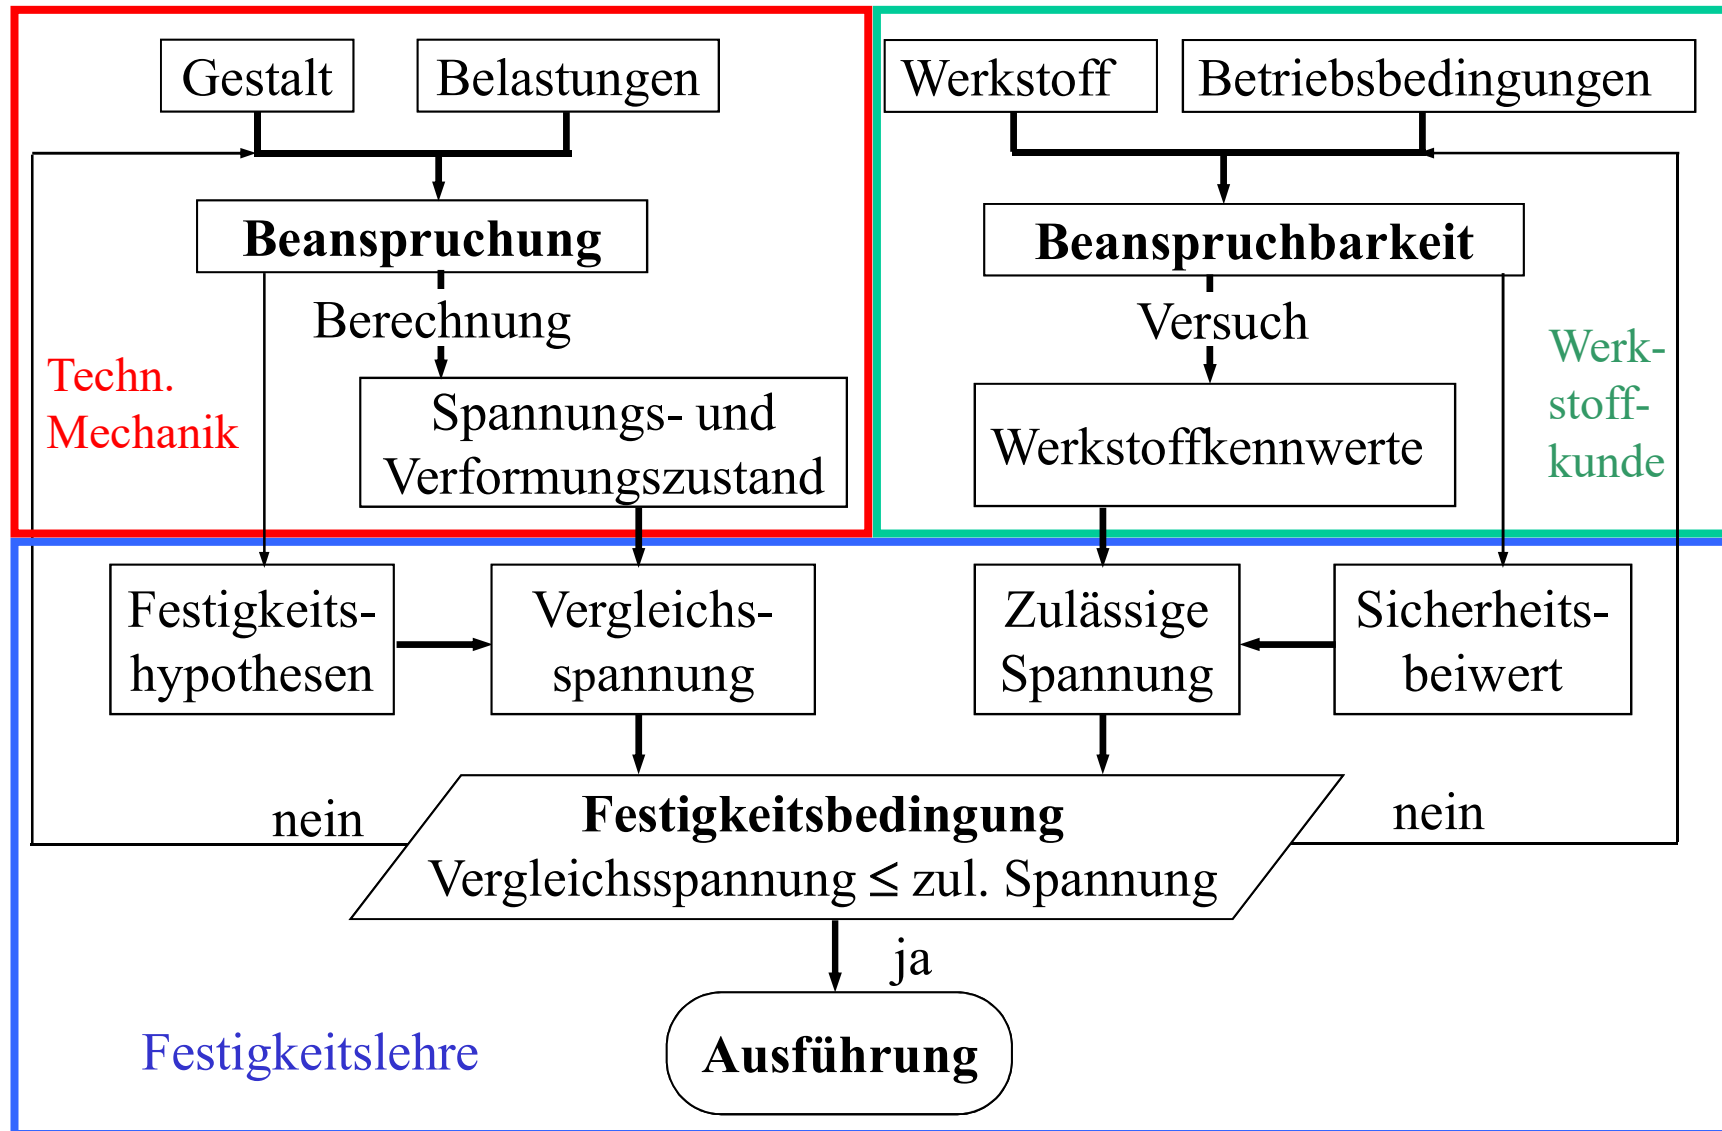 Gestalt
Belastungen
Werkstoff
Betriebsbedingungen
Beanspruchung
Beanspruchbarkeit
Berechnung
Versuch
Techn.
Mechanik
Spannungs- und
Verformungszustand
Werkstoffkennwerte
Werk-
stoff-
kunde
Festigkeits-
hypothesen
Vergleichs-
spannung
Zulässige
Spannung
Sicherheits-
beiwert
nein
Festigkeitsbedingung
Vergleichsspannung ≤ zul. Spannung
nein
ja
Festigkeitslehre
Ausführung